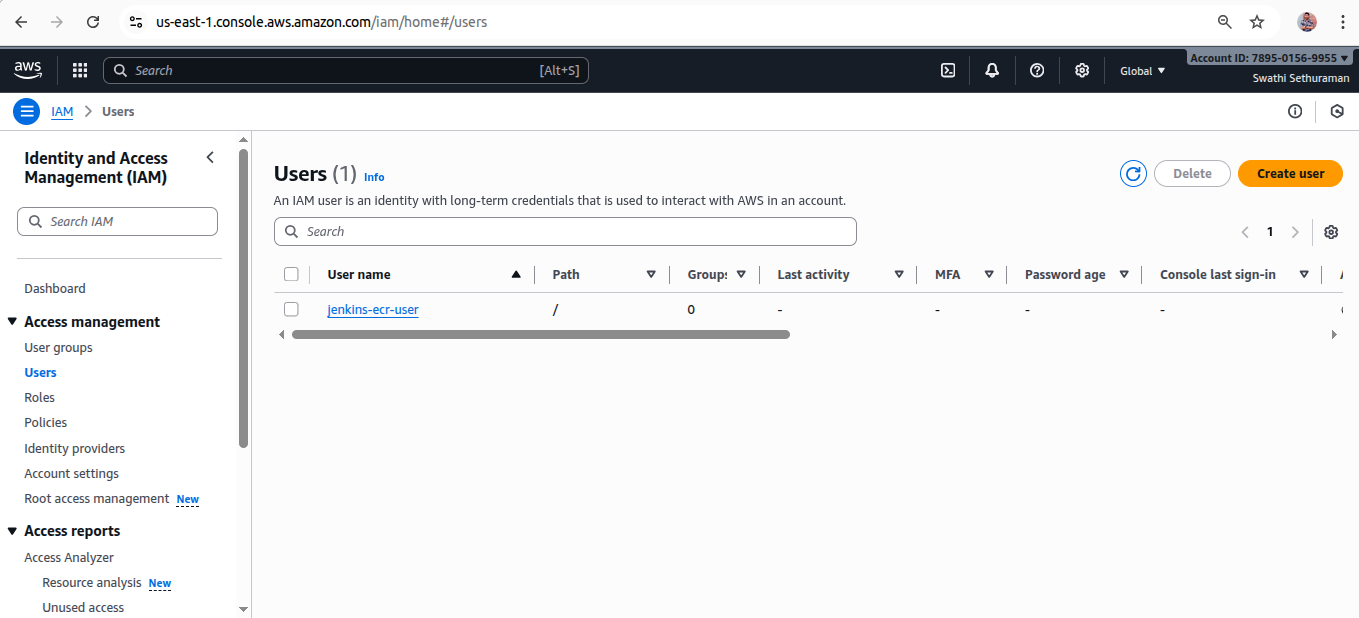 us-east-1.console.aws.amazon.com/iam/home#/users
aws
Search [Alt+S]
Global
Account ID: 7895-0156-9955
Swathi Sethuraman
IAM
Users
Identity and Access
Management (IAM)
Search IAM
Dashboard
Access management
User groups
Users
Roles
Policies
Identity providers
Account settings
Root access management New
Access reports
Access Analyzer
Resource analysis New
Unused access
Users (1) Info
Delete
Create user
An IAM user is an identity with long-term credentials that is used to interact with AWS in an account.
Search
1
User name Path Groups Last activity MFA Password age Console last sign-in
jenkins-ecr-user / 0 - - - -